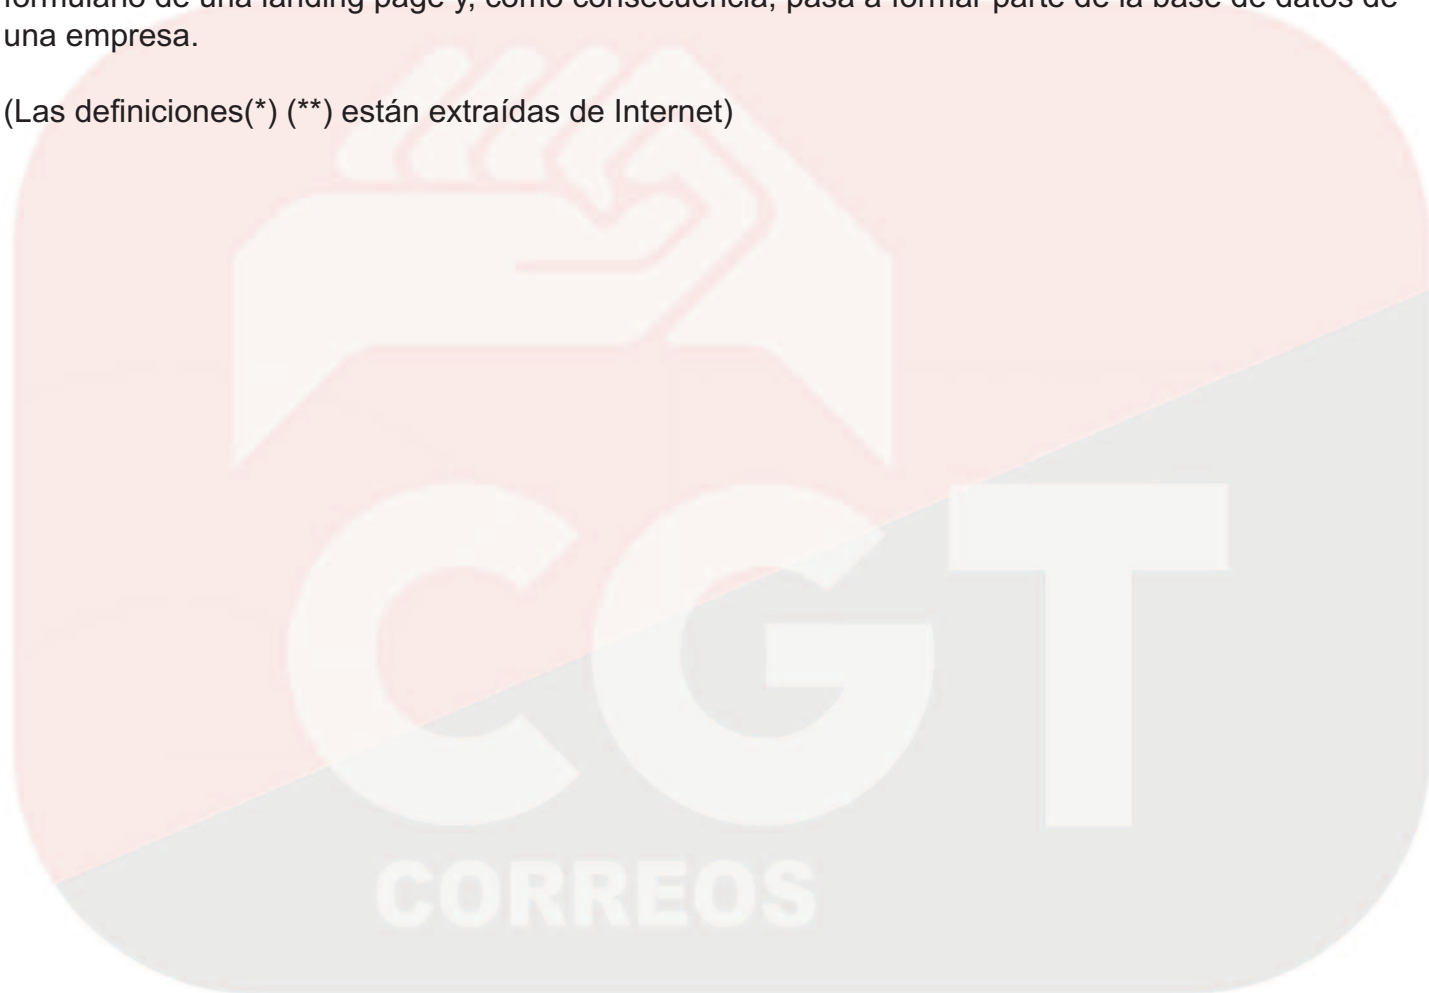 formulario de una landing page y, como consecuencia, pasa a formar parte de la base de datos de
una empresa.
(Las definiciones(*) (**) están extraídas de Internet)
CGT
CORREOS